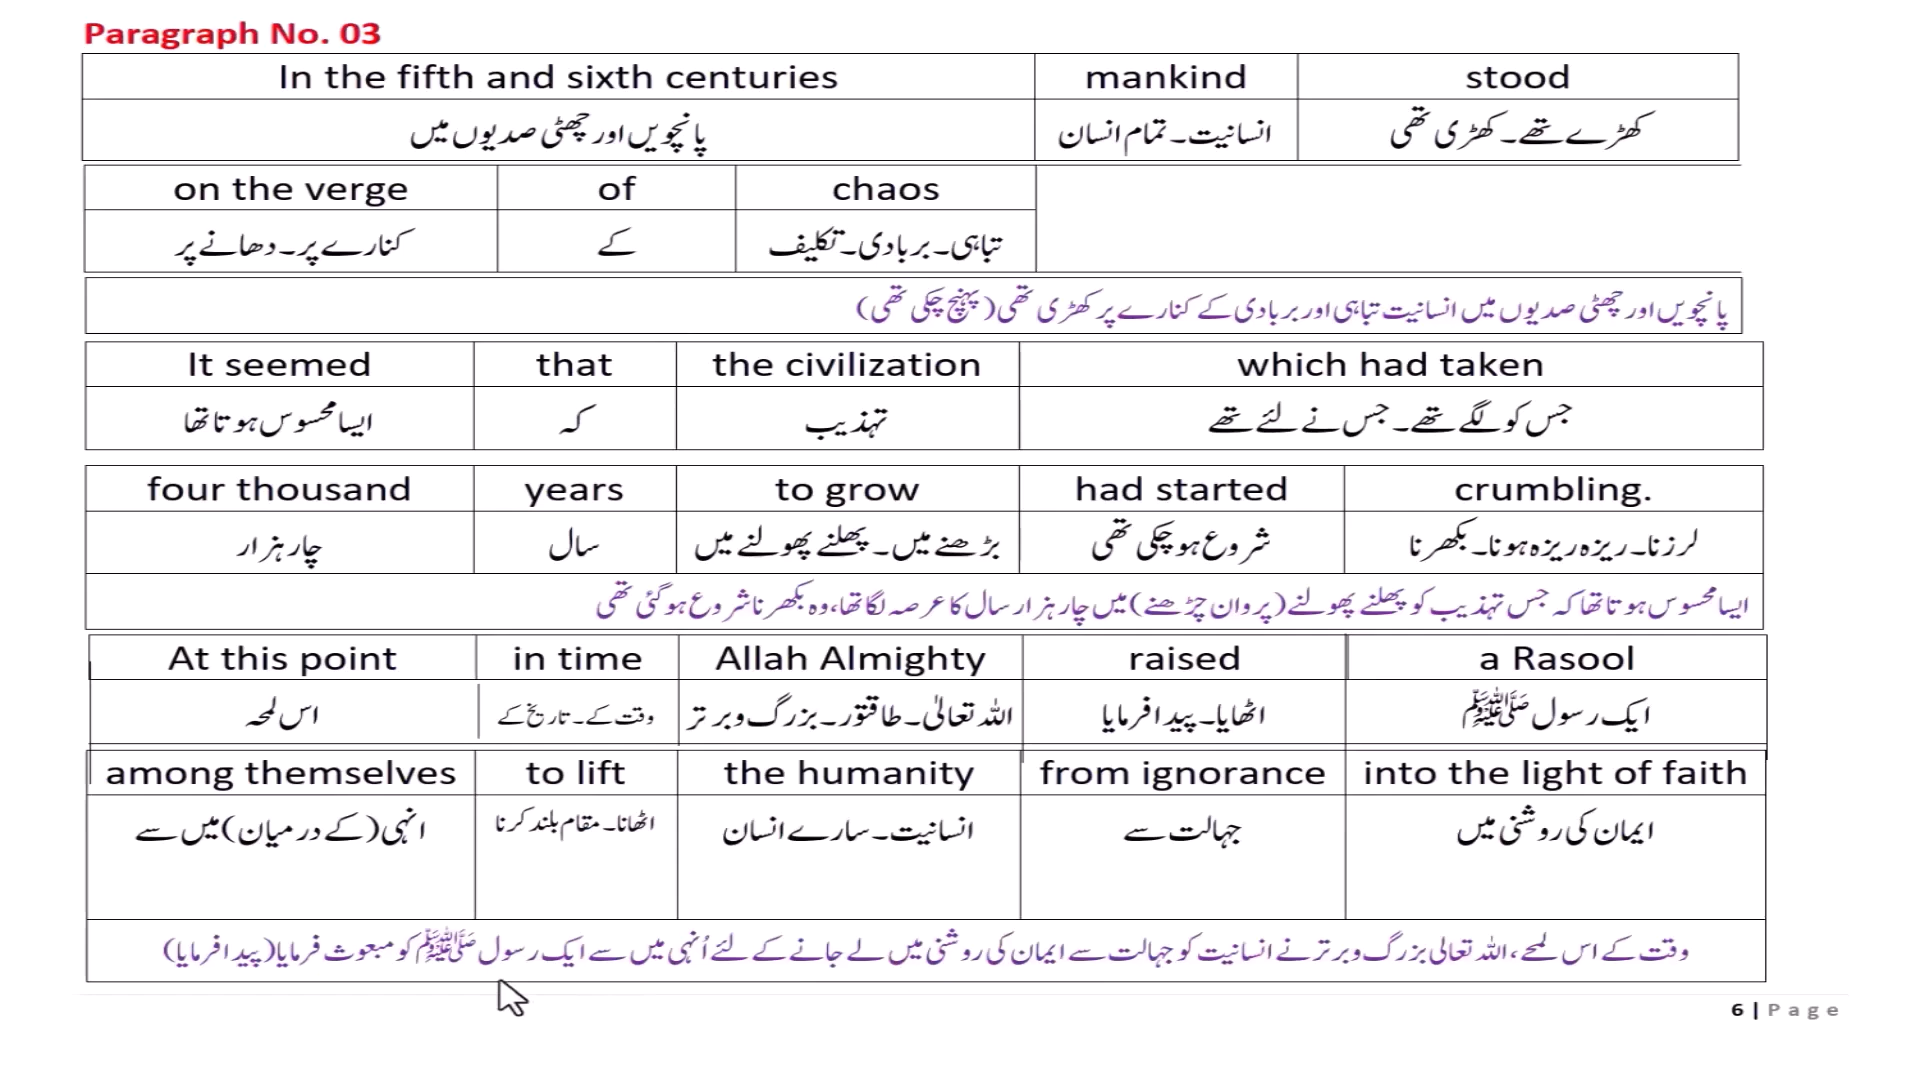 Paragraph No. 03
In the fifth and sixth centuries mankind stood
پانچویں اور چھٹی صدیوں میں انسانیت۔ تمام انسان کھڑے تھے۔ کھڑی تھی
on the verge of chaos
کنارے پر۔ دھانے پر کے تباہی۔ بربادی۔ تکلیف
پانچویں اور چھٹی صدیوں میں انسانیت تباہی اور بربادی کے کنارے پر کھڑی تھی (پہنچ چکی تھی)
It seemed that the civilization which had taken
ایسا محسوس ہوتا تھا کہ تہذیب جس کو لگے تھے۔ جس نے لئے تھے
four thousand years to grow had started crumbling.
چار ہزار سال بڑھنے میں۔ پھلنے پھولنے میں شروع ہو چکی تھی لرزنا۔ ریزہ ریزہ ہونا۔ بکھرنا
ایسا محسوس ہوتا تھا کہ جس تہذیب کو پھلنے پھولنے (پروان چڑھنے) میں چار ہزار سال کا عرصہ لگا تھا، وہ بکھرنا شروع ہو گئی تھی
At this point in time Allah Almighty raised a Rasool
اس لمحہ وقت کے۔ تاریخ کے اللہ تعالیٰ۔ طاقتور۔ بزرگ و برتر اٹھایا۔ پیدا فرمایا ایک رسول ﷺ
among themselves to lift the humanity from ignorance into the light of faith
انہی (کے درمیان) میں سے اٹھانا۔ مقام بلند کرنا انسانیت۔ سارے انسان جہالت سے ایمان کی روشنی میں
وقت کے اس لمحے، اللہ تعالی بزرگ و برتر نے انسانیت کو جہالت سے ایمان کی روشنی میں لے جانے کے لئے اُنہی میں سے ایک رسول ﷺ کو مبعوث فرمایا (پیدا فرمایا)
6 | Page